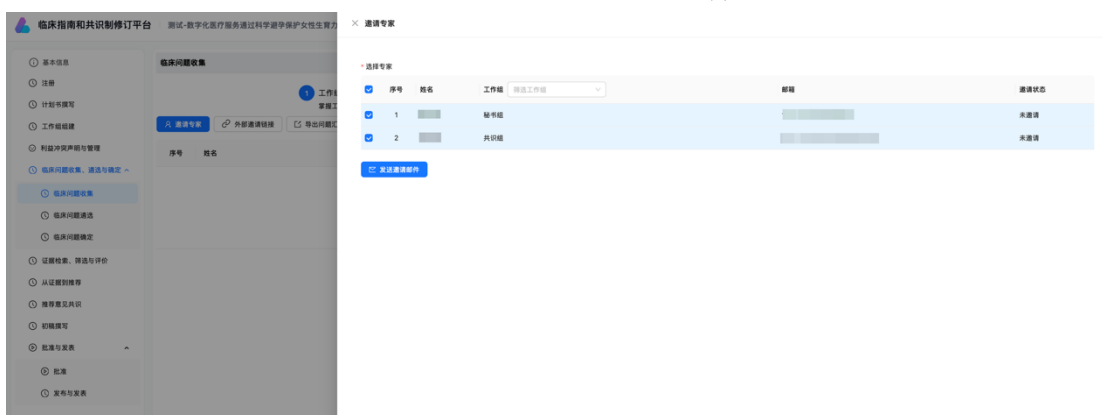 临床指南和共识制修订平台 测试-数字化医疗服务通过科学避孕保护女性生育力
基本信息
注册
计划书撰写
工作组组建
利益冲突声明与管理
临床问题收集、遴选与确定
临床问题收集
临床问题遴选
临床问题确定
证据检索、筛选与评价
从证据到推荐
推荐意见共识
初稿撰写
批准与发表
批准
发布与发表
临床问题收集
1 工作组
掌握工
邀请专家 外部邀请链接 导出问题汇
序号 姓名
邀请专家
* 选择专家
序号 姓名 工作组 筛选工作组 邮箱 邀请状态
1 秘书组 未邀请
2 共识组 未邀请
发送邀请邮件